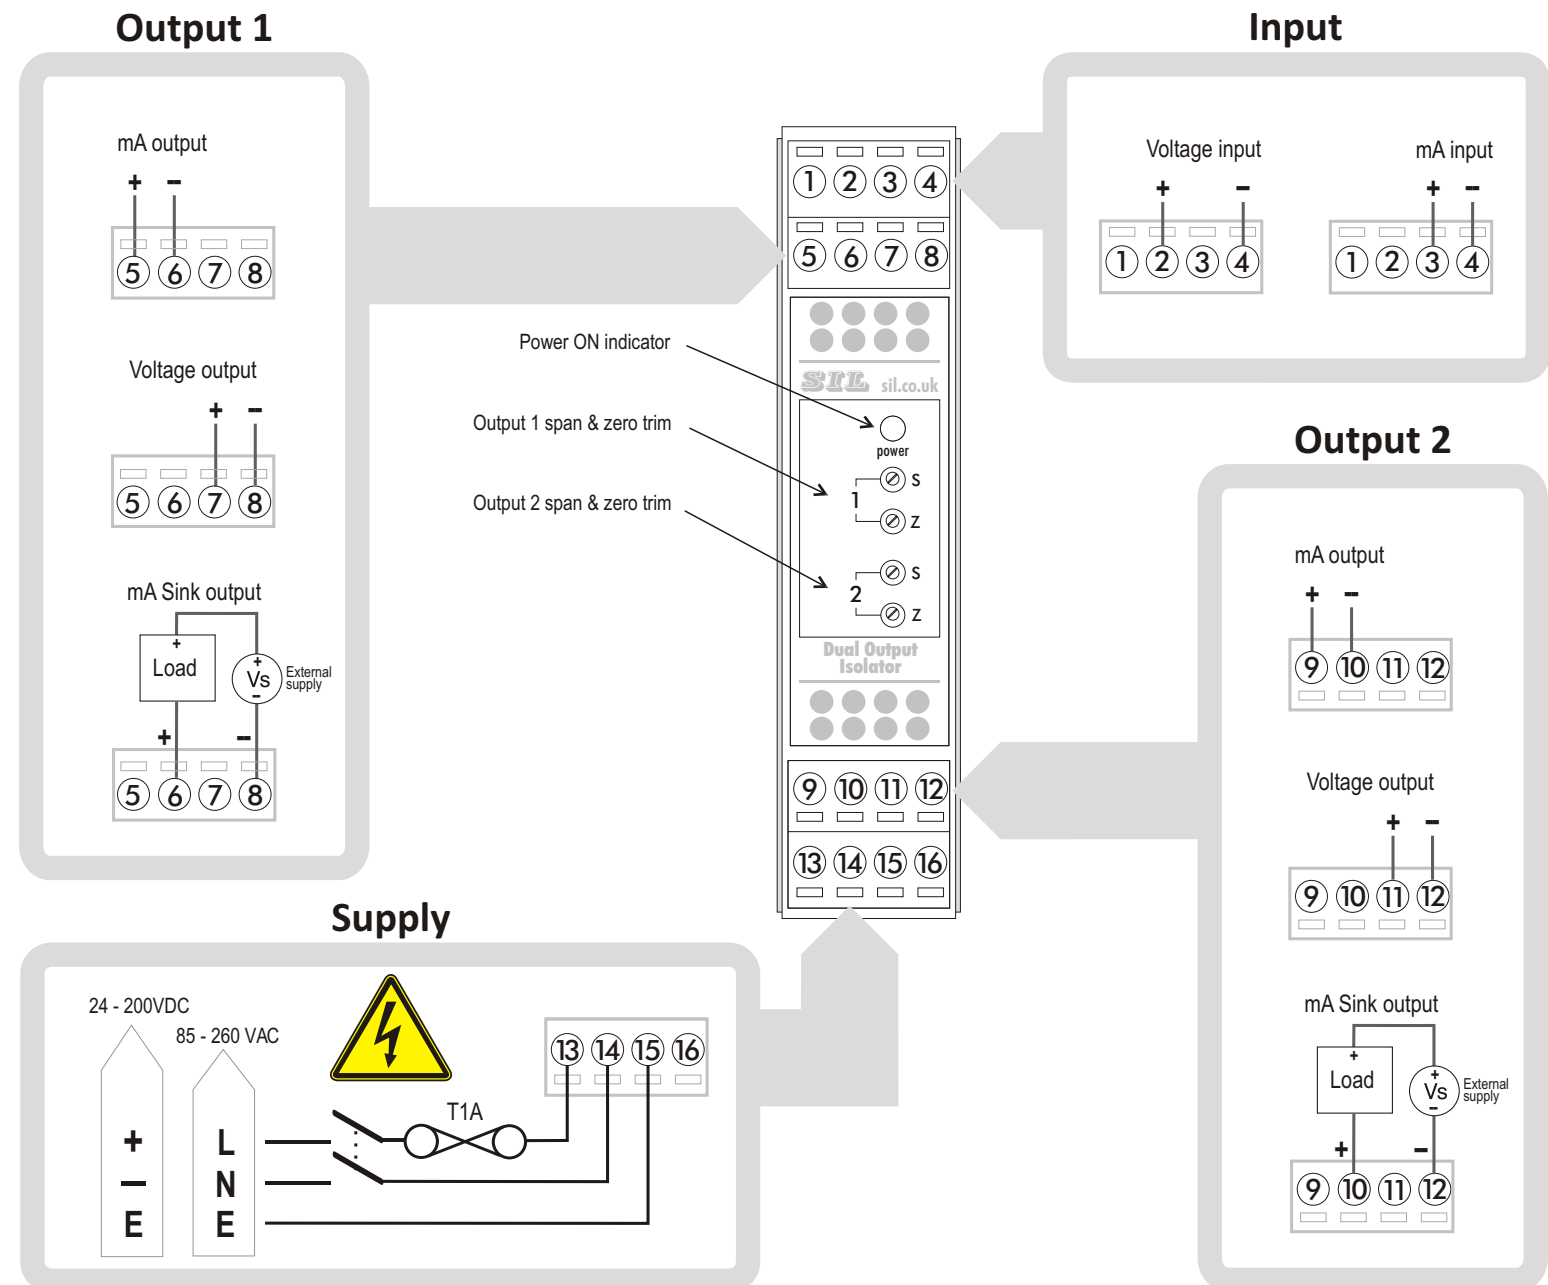 Output 1
mA output
+ –
5 6 7 8
Voltage output
+ –
5 6 7 8
mA Sink output
+
Load
+
Vs
–
External
supply
+ –
5 6 7 8
Input
Voltage input
+ –
1 2 3 4
mA input
+ –
1 2 3 4
1 2 3 4
5 6 7 8
SIL sil.co.uk
Power ON indicator
power
Output 1 span & zero trim
1
S
Z
Output 2 span & zero trim
2
S
Z
Dual Output
Isolator
9 10 11 12
13 14 15 16
Output 2
mA output
+ –
9 10 11 12
Voltage output
+ –
9 10 11 12
mA Sink output
+
Load
+
Vs
–
External
supply
+ –
9 10 11 12
Supply
24 - 200VDC
+
–
E
85 - 260 VAC
L
N
E
T1A
13 14 15 16